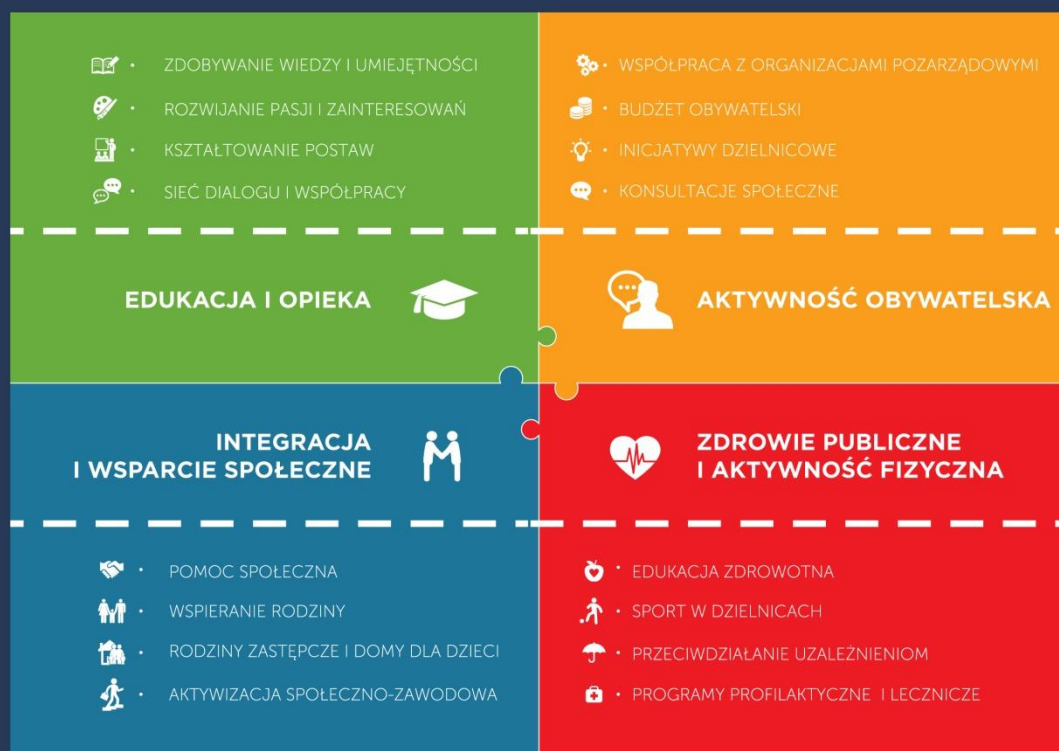 ZDOBYWANIE WIEDZY I UMIEJĘTNOŚCI
ROZWIJANIE PASJI I ZAINTERESOWAŃ
KSZTAŁTOWANIE POSTAW
SIEĆ DIALOGU I WSPÓŁPRACY
EDUKACJA I OPIEKA
WSPÓŁPRACA Z ORGANIZACJAMI POZARZĄDOWYMI
BUDŻET OBYWATELSKI
INICJATYWY DZIELNICOWE
KONSULTACJE SPOŁECZNE
AKTYWNOŚĆ OBYWATELSKA
INTEGRACJA
I WSPARCIE SPOŁECZNE
POMOC SPOŁECZNA
WSPIERANIE RODZINY
RODZINY ZASTĘPCZE I DOMY DLA DZIECI
AKTYWIZACJA SPOŁECZNO-ZAWODOWA
ZDROWIE PUBLICZNE
I AKTYWNOŚĆ FIZYCZNA
EDUKACJA ZDROWOTNA
SPORT W DZIELNICACH
PRZECIWDZIAŁANIE UZALEŻNIENIOM
PROGRAMY PROFILAKTYCZNE I LECZNICZE